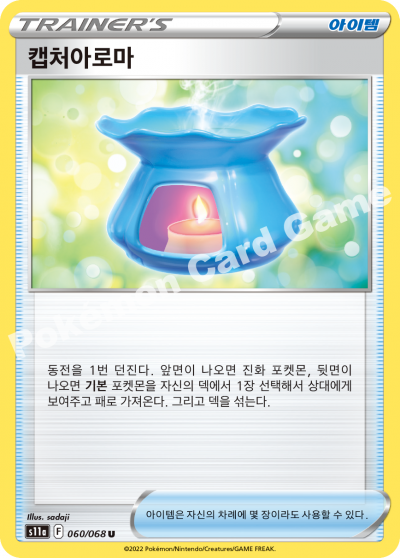 TRAINER'S 아이템
캡처아로마
Pokémon Card Game
동전을 1번 던진다. 앞면이 나오면 진화 포켓몬, 뒷면이
나오면 기본 포켓몬을 자신의 덱에서 1장 선택해서 상대에게
보여주고 패로 가져온다. 그리고 덱을 섞는다.
Illus. sadaji
s11a F 060/068 U
아이템은 자신의 차례에 몇 장이라도 사용할 수 있다.
©2022 Pokémon/Nintendo/Creatures/GAME FREAK.